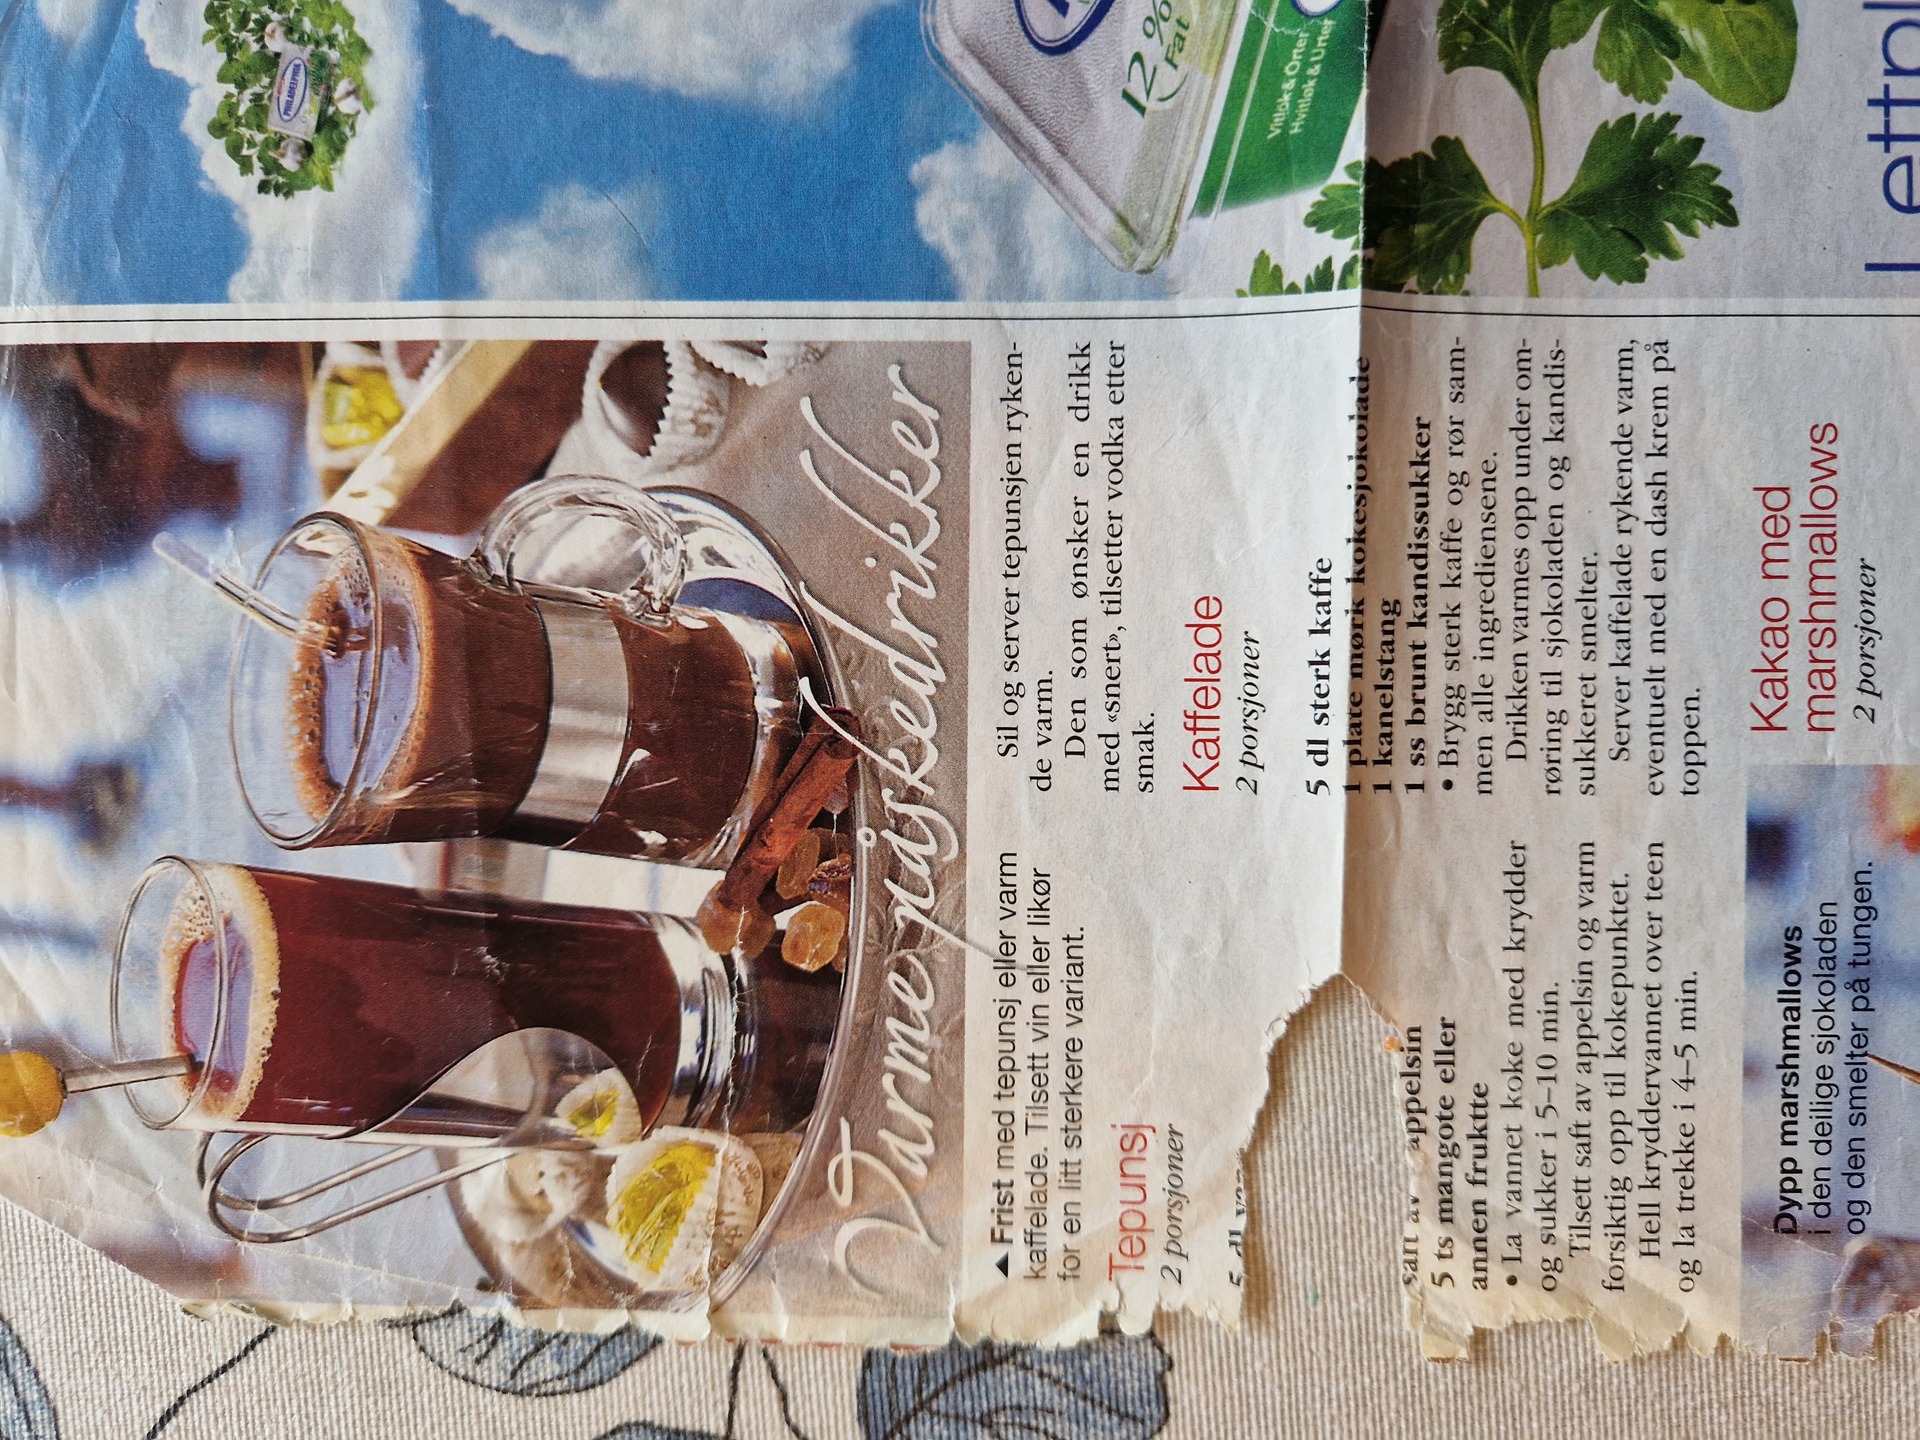 Varme påskedrikker
▲ Frist med tepunsj eller varm
kaffelade. Tilsett vin eller likør
for en litt sterkere variant.
Tepunsj
2 porsjoner
5 dl
saft av appelsin
5 ts mangote eller
annen fruktte
• La vannet koke med krydder
og sukker i 5–10 min.
Tilsett saft av appelsin og varm
forsiktig opp til kokepunktet.
Hell kryddervannet over teen
og la trekke i 4–5 min.
Sil og server tepunsjen ryken-
de varm.
Den som ønsker en drikk
med «snert», tilsetter vodka etter
smak.
Kaffelade
2 porsjoner
5 dl sterk kaffe
1 plate mørk kokesjokolade
1 kanelstang
1 ss brunt kandissukker
• Brygg sterk kaffe og rør sam-
men alle ingrediensene.
Drikken varmes opp under om-
røring til sjokoladen og kandis-
sukkeret smelter.
Server kaffelade rykende varm,
eventuelt med en dash krem på
toppen.
Dypp marshmallows
i den deilige sjokoladen
og den smelter på tungen.
Kakao med
marshmallows
2 porsjoner
PHILADELPHIA
12 %
Fat
Vitlök & Örter
Hvitløk & Urter
Lettpl